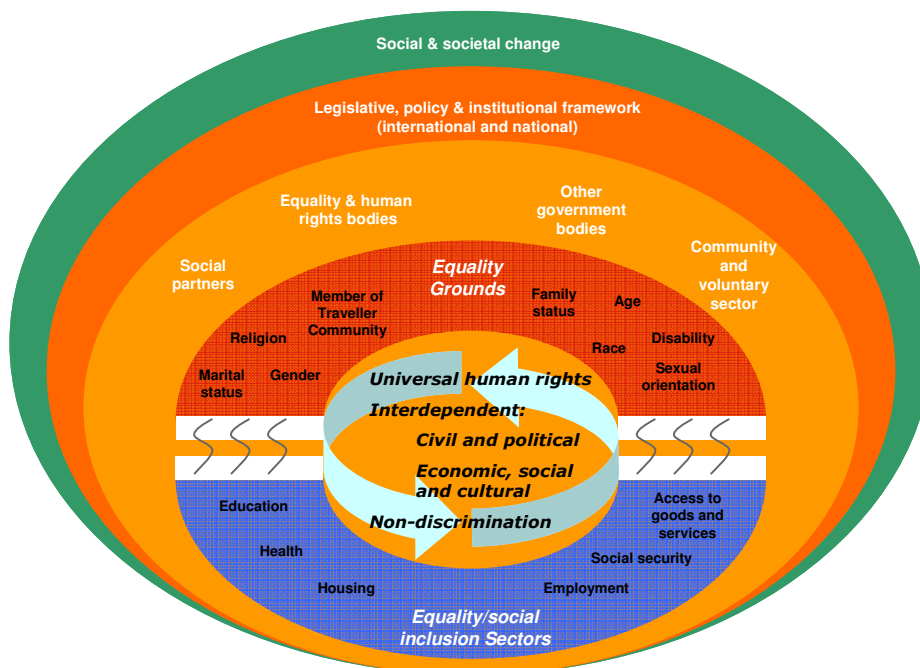 Social & societal change
Legislative, policy & institutional framework
(international and national)
Equality & human
rights bodies
Other
government
bodies
Social
partners
Community
and
voluntary
sector
Equality
Grounds
Member of
Traveller
Community
Family
status
Age
Religion
Race
Disability
Marital
status
Gender
Sexual
orientation
Universal human rights
Interdependent:
Civil and political
Economic, social
and cultural
Non-discrimination
Education
Access to
goods and
services
Health
Social security
Housing
Employment
Equality/social
inclusion Sectors